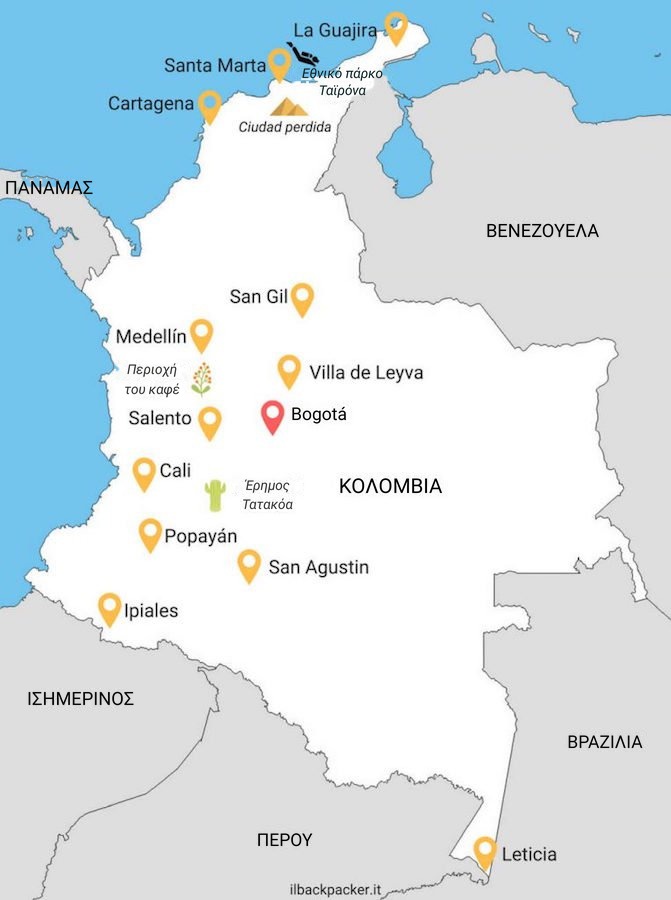 La Guajira
Santa Marta
Εθνικό πάρκο
Ταϊρόνα
Cartagena
Ciudad perdida
ΠΑΝΑΜΑΣ
ΒΕΝΕΖΟΥΕΛΑ
San Gil
Medellín
Περιοχή
του καφέ
Villa de Leyva
Salento
Bogotá
Cali
Έρημος
Τατακόα
ΚΟΛΟΜΒΙΑ
Popayán
San Agustin
Ipiales
ΙΣΗΜΕΡΙΝΟΣ
ΒΡΑΖΙΛΙΑ
ΠΕΡΟΥ
Leticia
ilbackpacker.it